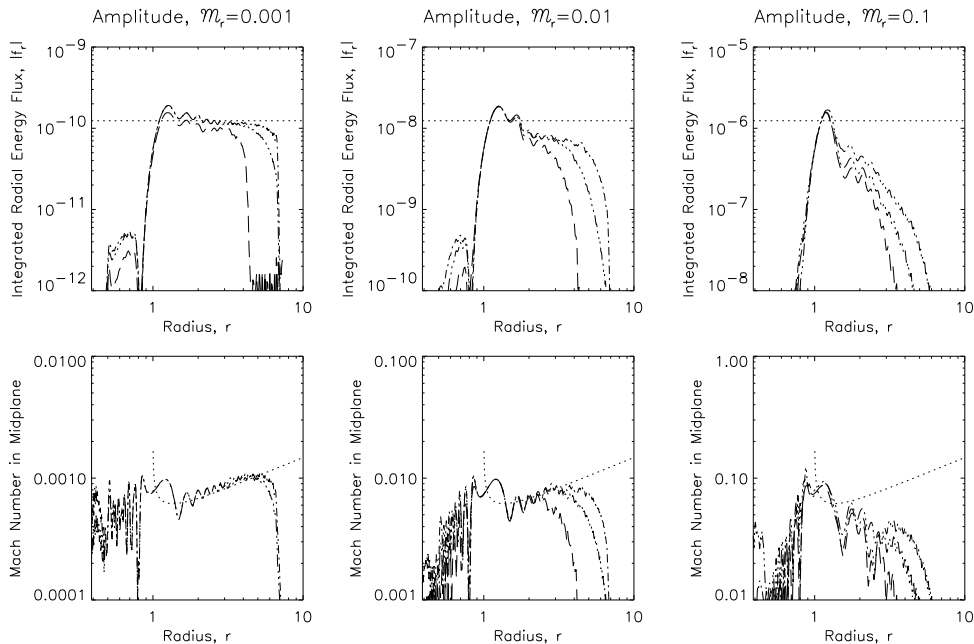 Amplitude, ℳr=0.001
Amplitude, ℳr=0.01
Amplitude, ℳr=0.1
Integrated Radial Energy Flux, |fr|
10^-9
10^-10
10^-11
10^-12
1
10
Radius, r
Integrated Radial Energy Flux, |fr|
10^-7
10^-8
10^-9
10^-10
1
10
Radius, r
Integrated Radial Energy Flux, |fr|
10^-5
10^-6
10^-7
10^-8
1
10
Radius, r
Mach Number in Midplane
0.0100
0.0010
0.0001
1
10
Radius, r
Mach Number in Midplane
0.100
0.010
0.001
1
10
Radius, r
Mach Number in Midplane
1.00
0.10
0.01
1
10
Radius, r